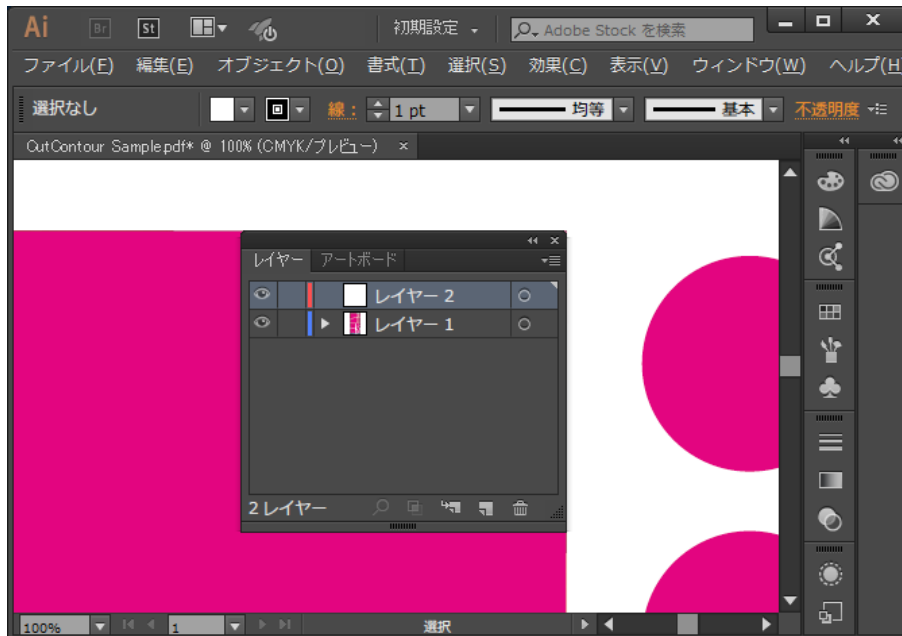 Ai Br St 初期設定 Adobe Stock を検索
ファイル(F) 編集(E) オブジェクト(O) 書式(T) 選択(S) 効果(C) 表示(V) ウィンドウ(W) ヘルプ(H
選択なし 線: 1 pt 均等 基本 不透明度
CutContour Sample.pdf* @ 100% (CMYK/プレビュー) ×
レイヤー アートボード
レイヤー 2
レイヤー 1
2 レイヤー
100% 1 選択